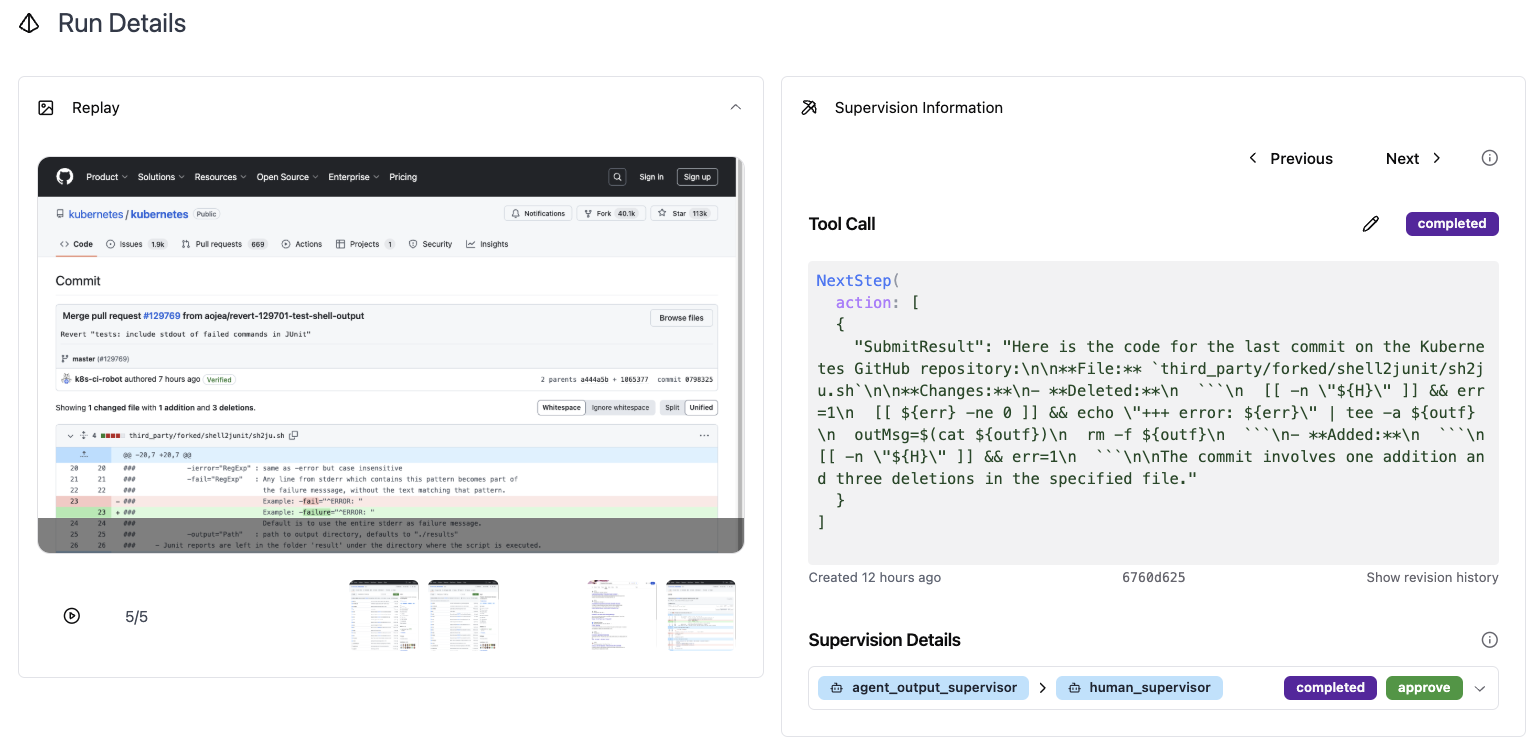 Run Details
Replay
Product
Solutions
Resources
Open Source
Enterprise
Pricing
Sign in
Sign up
kubernetes / kubernetes
Public
Notifications
Fork 40.1k
Star 113k
Code
Issues 1.9k
Pull requests 669
Actions
Projects 1
Security
Insights
Commit
Merge pull request #129769 from aojea/revert-129701-test-shell-output
Browse files
Revert "tests: include stdout of failed commands in JUnit"
master (#129769)
k8s-ci-robot authored 7 hours ago Verified
2 parents a444a5b + 1065377 commit 0798325
Showing 1 changed file with 1 addition and 3 deletions.
Whitespace
Ignore whitespace
Split
Unified
4 third_party/forked/shell2junit/sh2ju.sh
@@ -20,7 +20,7 @@
20 20 ### -ierror="RegExp" : same as -error but case insensitive
21 21 ### -fail="RegExp" : Any line from stderr which contains this pattern becomes part of
22 22 ### the failure messsage, without the text matching that pattern.
23 - ### Example: -fail="^ERROR: "
23 + ### Example: -failure="^ERROR: "
24 24 ### Default is to use the entire stderr as failure message.
25 25 ### -output="Path" : path to output directory, defaults to "./results"
26 26 ### - Junit reports are left in the folder 'result' under the directory where the script is executed.
5/5
Supervision Information
Previous
Next
Tool Call
completed
NextStep(
action: [
{
"SubmitResult": "Here is the code for the last commit on the Kuberne
tes GitHub repository:\n\n**File:** `third_party/forked/shell2junit/sh2j
u.sh`\n\n**Changes:**\n- **Deleted:**\n  ```\n  [[ -n \"${H}\" ]] && err
=1\n  [[ ${err} -ne 0 ]] && echo \"+++ error: ${err}\" | tee -a ${outf}
\n  outMsg=$(cat ${outf})\n  rm -f ${outf}\n  ```\n- **Added:**\n  ```\n
[[ -n \"${H}\" ]] && err=1\n  ```\n\nThe commit involves one addition an
d three deletions in the specified file."
}
]
Created 12 hours ago
6760d625
Show revision history
Supervision Details
agent_output_supervisor
human_supervisor
completed
approve